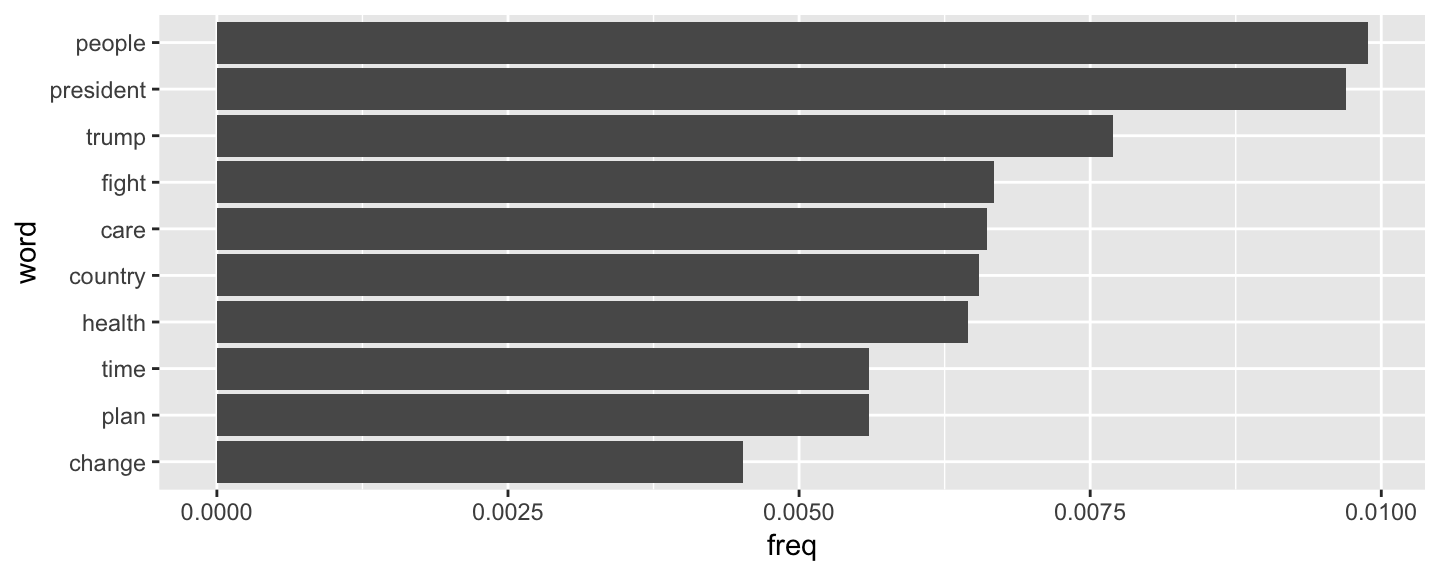 people
president
trump
fight
care
country
health
time
plan
change
word
0.0000 0.0025 0.0050 0.0075 0.0100
freq